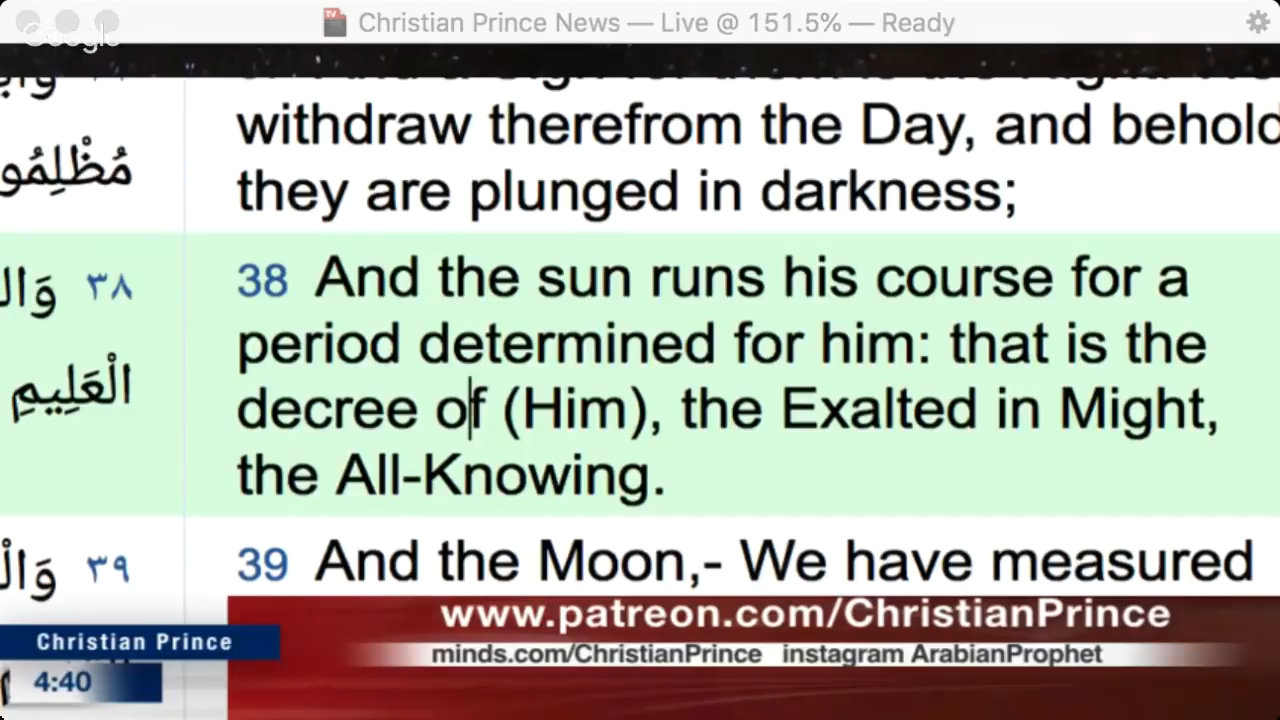 Christian Prince News — Live @ 151.5% — Ready
Google
withdraw therefrom the Day, and behold
they are plunged in darkness;
مُظْلِمُو
38 And the sun runs his course for a
period determined for him: that is the
decree of (Him), the Exalted in Might,
the All-Knowing.
٣٨ وَال
الْعَلِيمِ
39 And the Moon,- We have measured
٣٩ وَالْ
www.patreon.com/ChristianPrince
minds.com/ChristianPrince instagram ArabianProphet
Christian Prince
4:40